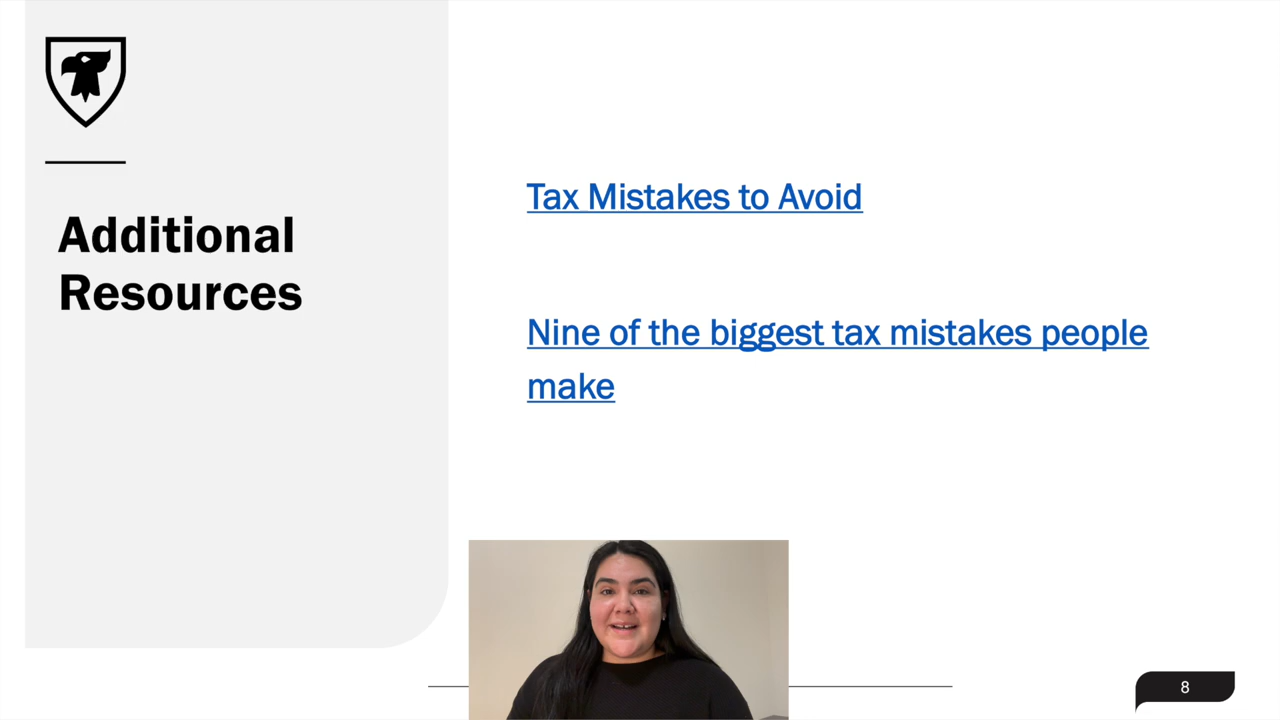 Additional
Resources
Tax Mistakes to Avoid
Nine of the biggest tax mistakes people
make
8